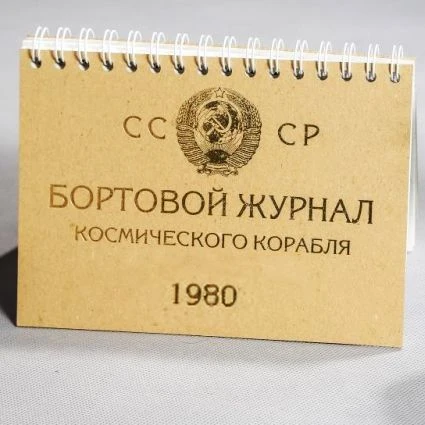 СС СР
БОРТОВОЙ ЖУРНАЛ
КОСМИЧЕСКОГО КОРАБЛЯ
1980